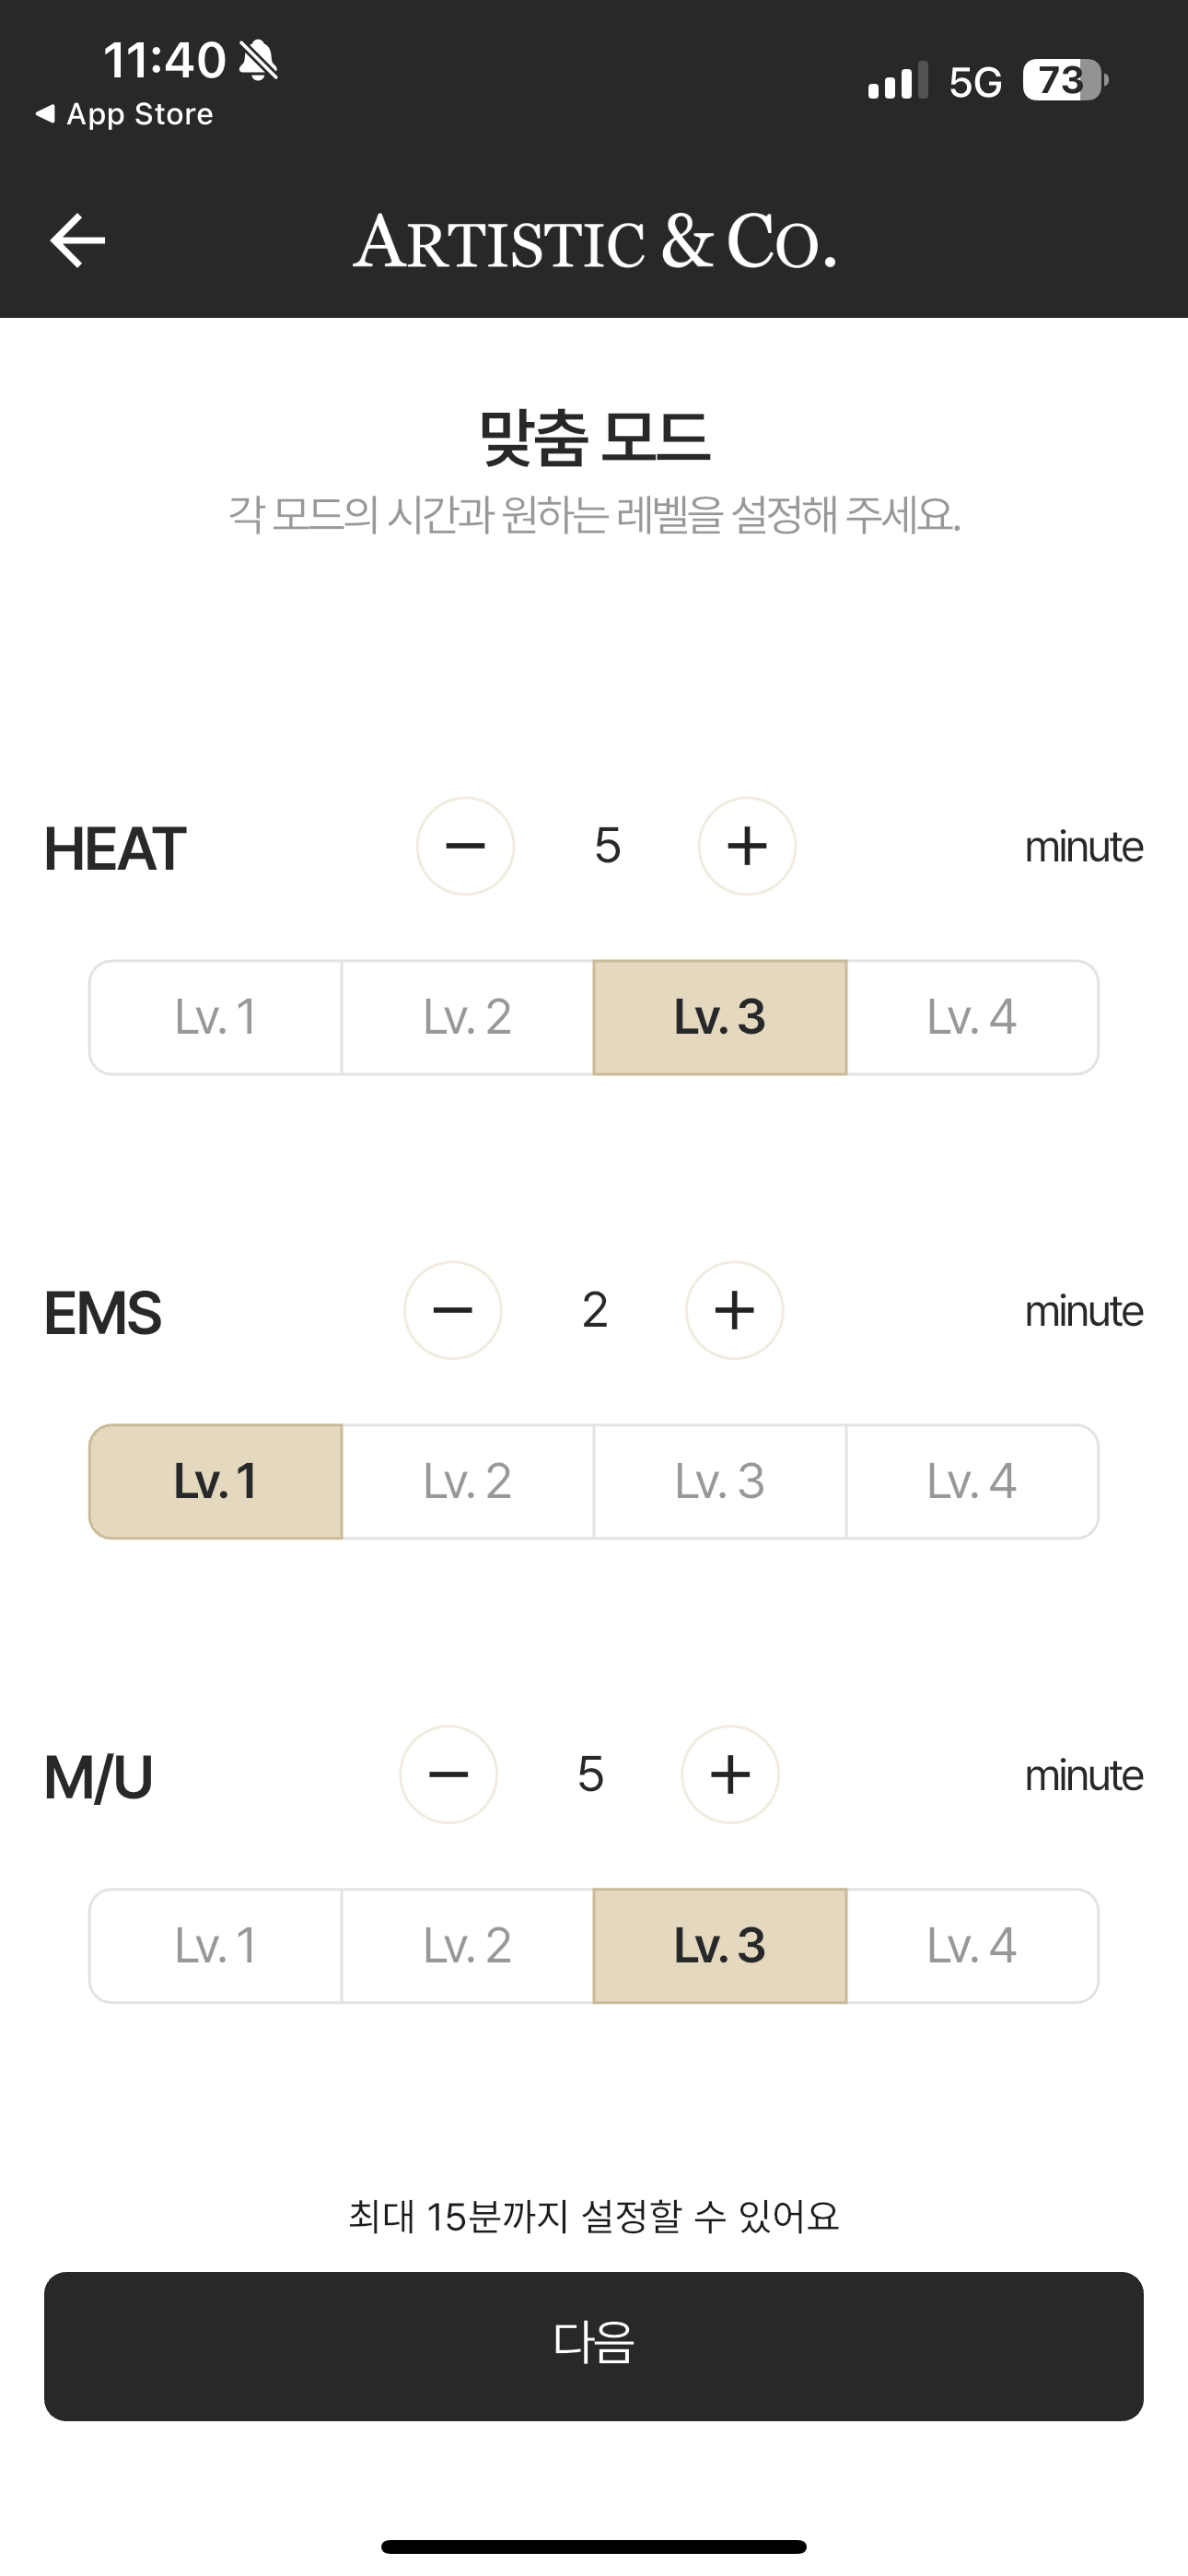 11:40
5G 73
App Store
ARTISTIC & CO.
맞춤 모드
각 모드의 시간과 원하는 레벨을 설정해 주세요.
HEAT 5 minute
Lv. 1 Lv. 2 Lv. 3 Lv. 4
EMS 2 minute
Lv. 1 Lv. 2 Lv. 3 Lv. 4
M/U 5 minute
Lv. 1 Lv. 2 Lv. 3 Lv. 4
최대 15분까지 설정할 수 있어요
다음